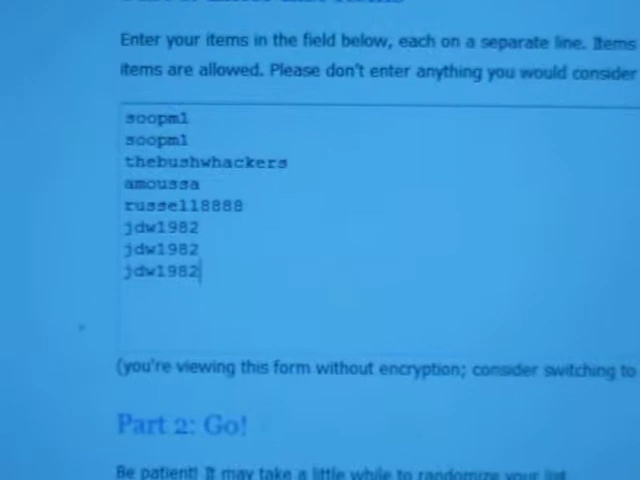 Enter your items in the field below, each on a separate line. Items
items are allowed. Please don't enter anything you would consider
soopm1
soopm1
thebushwhackers
amoussa
russell8888
jdw1982
jdw1982
jdw1982
(you're viewing this form without encryption; consider switching to
Part 2: Go!
Be patient! It may take a little while to randomize your list